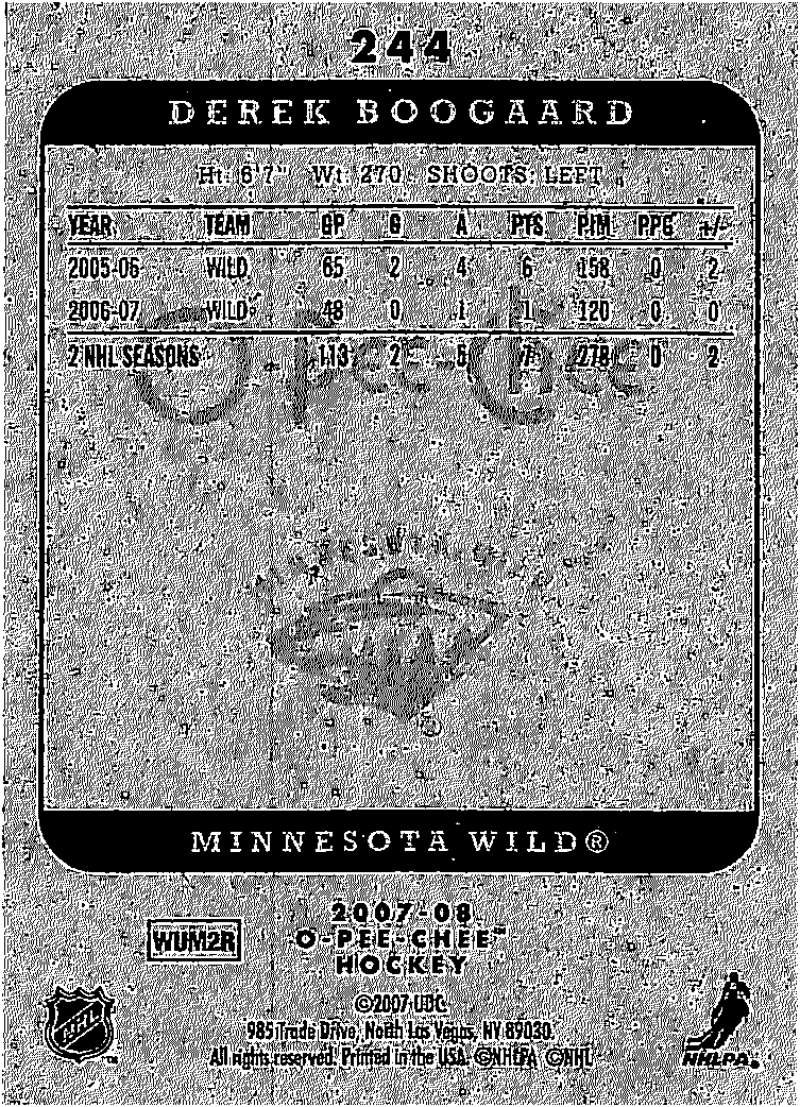 244
DEREK BOOGAARD
Ht: 6'7" Wt: 270 SHOOTS: LEFT
YEAR TEAM GP G A PTS PIM PPG +/-
2005-06 WILD 65 2 4 6 158 0 2
2006-07 WILD 48 0 1 1 120 0 0
2 NHL SEASONS 113 2 5 7 278 0 2
O-Pee-Chee
MINNESOTA WILD®
2007-08
WUM2R
O-PEE-CHEE™
HOCKEY
©2007 UDC
985 Trade Drive, North Las Vegas, NV 89030.
All rights reserved. Printed in the USA. ©NHLPA ©NHL
NHL
NHLPA